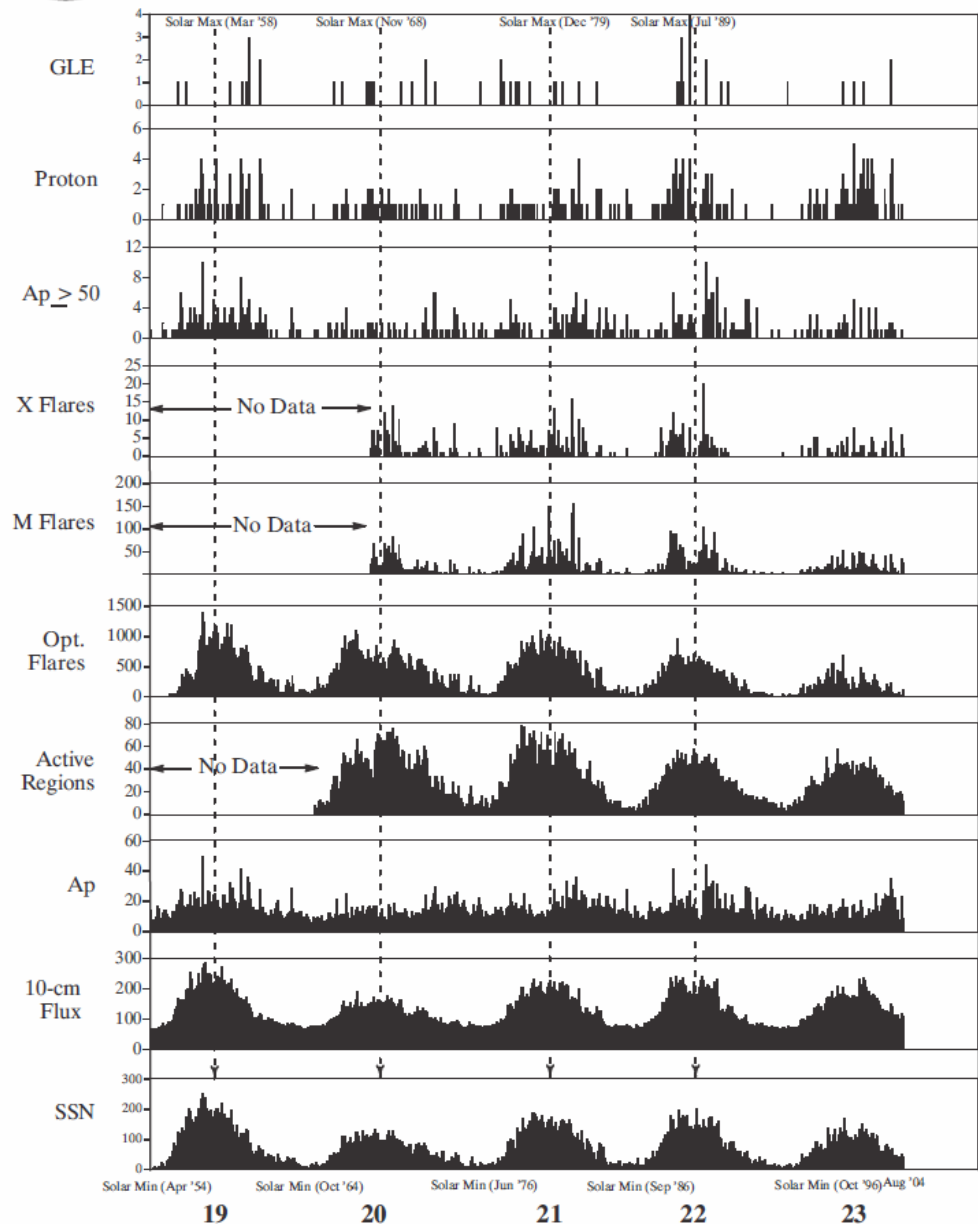 Solar Max (Mar '58) Solar Max (Nov '68) Solar Max (Dec '79) Solar Max (Jul '89)
GLE
4
3
2
1
0
Proton
6
4
2
0
Ap ≥ 50
12
8
4
0
X Flares
25
20
15
10
5
0
No Data
M Flares
200
150
100
50
No Data
Opt.
Flares
1500
1000
500
0
Active
Regions
80
60
40
20
0
No Data
Ap
60
40
20
0
10-cm
Flux
300
200
100
0
SSN
300
200
100
0
Solar Min (Apr '54) Solar Min (Oct '64) Solar Min (Jun '76) Solar Min (Sep '86) Solar Min (Oct '96) Aug '04
19 20 21 22 23